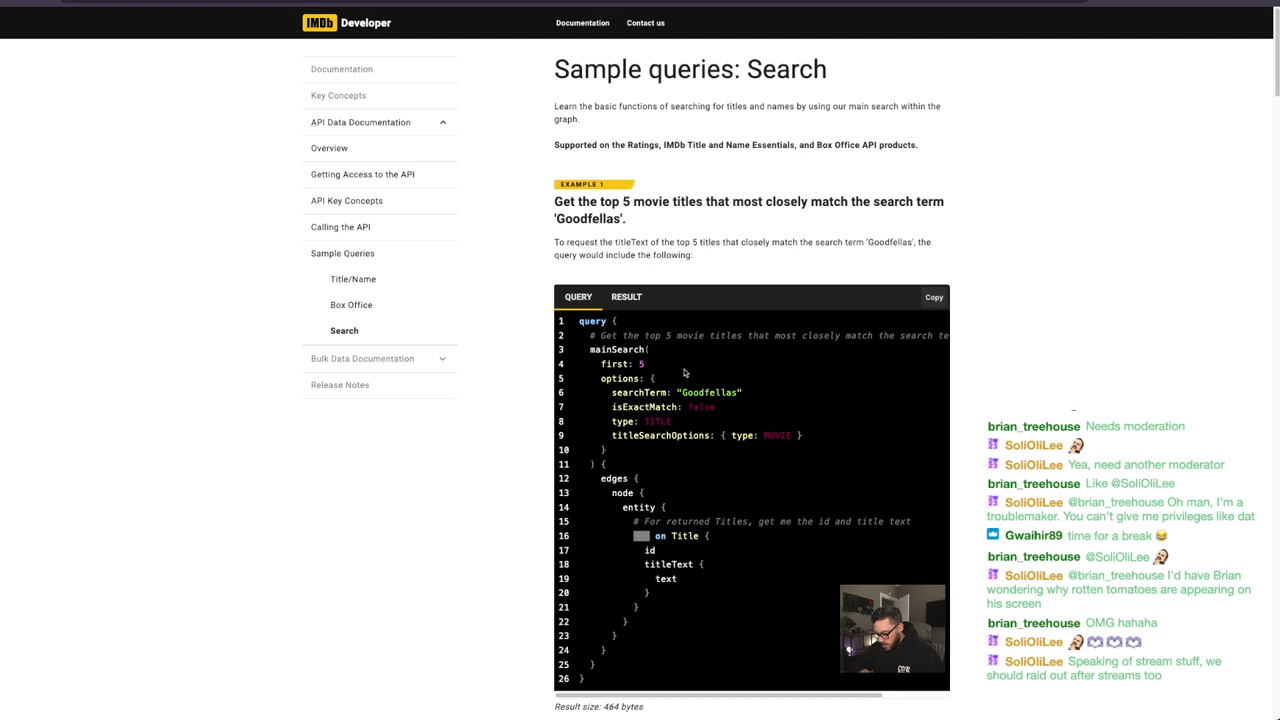 IMDb Developer
Documentation
Contact us
Documentation
Key Concepts
API Data Documentation
Overview
Getting Access to the API
API Key Concepts
Calling the API
Sample Queries
Title/Name
Box Office
Search
Bulk Data Documentation
Release Notes
Sample queries: Search
Learn the basic functions of searching for titles and names by using our main search within the
graph.
Supported on the Ratings, IMDb Title and Name Essentials, and Box Office API products.
EXAMPLE 1
Get the top 5 movie titles that most closely match the search term
'Goodfellas'.
To request the titleText of the top 5 titles that closely match the search term 'Goodfellas', the
query would include the following:
QUERY
RESULT
Copy
1 query {
2 # Get the top 5 movie titles that most closely match the search te
3 mainSearch(
4 first: 5
5 options: {
6 searchTerm: "Goodfellas"
7 isExactMatch: false
8 type: TITLE
9 titleSearchOptions: { type: MOVIE }
10 }
11 ) {
12 edges {
13 node {
14 entity {
15 # For returned Titles, get me the id and title text
16 on Title {
17 id
18 titleText {
19 text
20 }
21 }
22 }
23 }
24 }
25 }
26 }
Result size: 464 bytes
brian_treehouse Needs moderation
SoliOliLee
SoliOliLee Yea, need another moderator
brian_treehouse Like @SoliOliLee
SoliOliLee @brian_treehouse Oh man, I'm a
troublemaker. You can't give me privileges like dat
Gwaihir89 time for a break 😂
brian_treehouse @SoliOliLee
SoliOliLee @brian_treehouse I'd have Brian
wondering why rotten tomatoes are appearing on
his screen
brian_treehouse OMG hahaha
SoliOliLee
SoliOliLee Speaking of stream stuff, we
should raid out after streams too